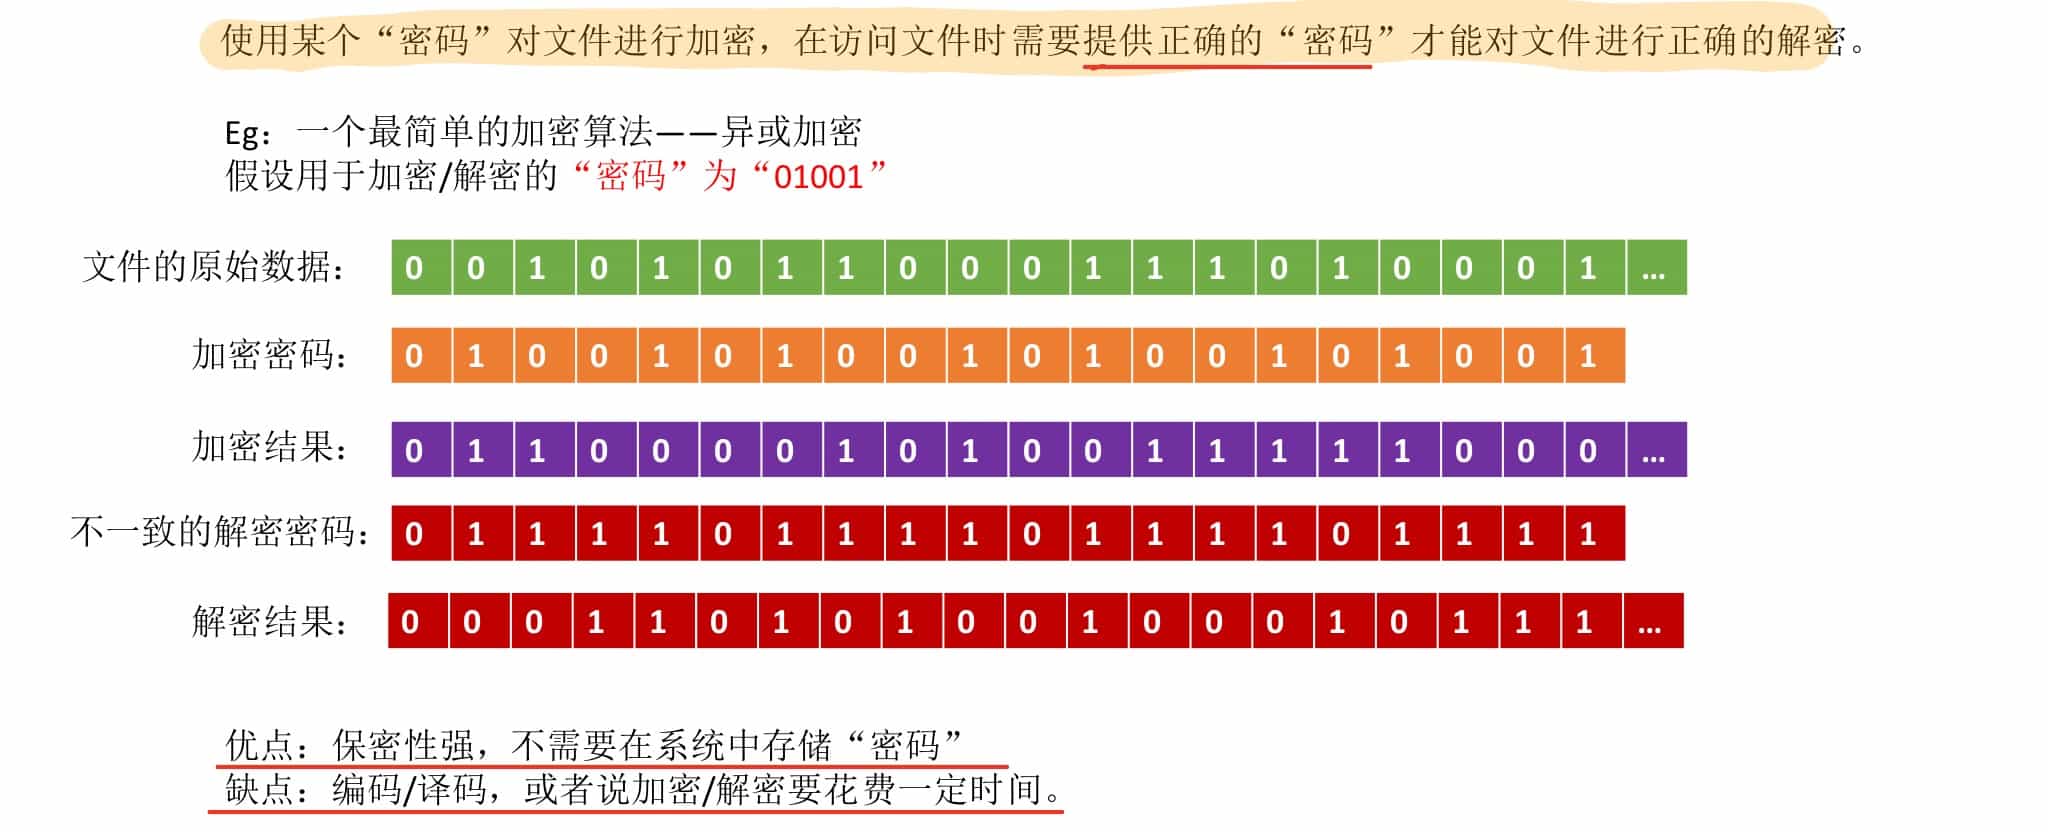 使用某个“密码”对文件进行加密，在访问文件时需要提供正确的“密码”才能对文件进行正确的解密。
Eg：一个最简单的加密算法——异或加密
假设用于加密/解密的“密码”为“01001”
文件的原始数据： 0 0 1 0 1 0 1 1 0 0 0 1 1 1 0 1 0 0 0 1 …
加密密码： 0 1 0 0 1 0 1 0 0 1 0 1 0 0 1 0 1 0 0 1
加密结果： 0 1 1 0 0 0 0 1 0 1 0 0 1 1 1 1 1 0 0 0 …
不一致的解密密码： 0 1 1 1 1 0 1 1 1 1 0 1 1 1 1 0 1 1 1 1
解密结果： 0 0 0 1 1 0 1 0 1 0 0 1 0 0 0 1 0 1 1 1 …
优点：保密性强，不需要在系统中存储“密码”
缺点：编码/译码，或者说加密/解密要花费一定时间。